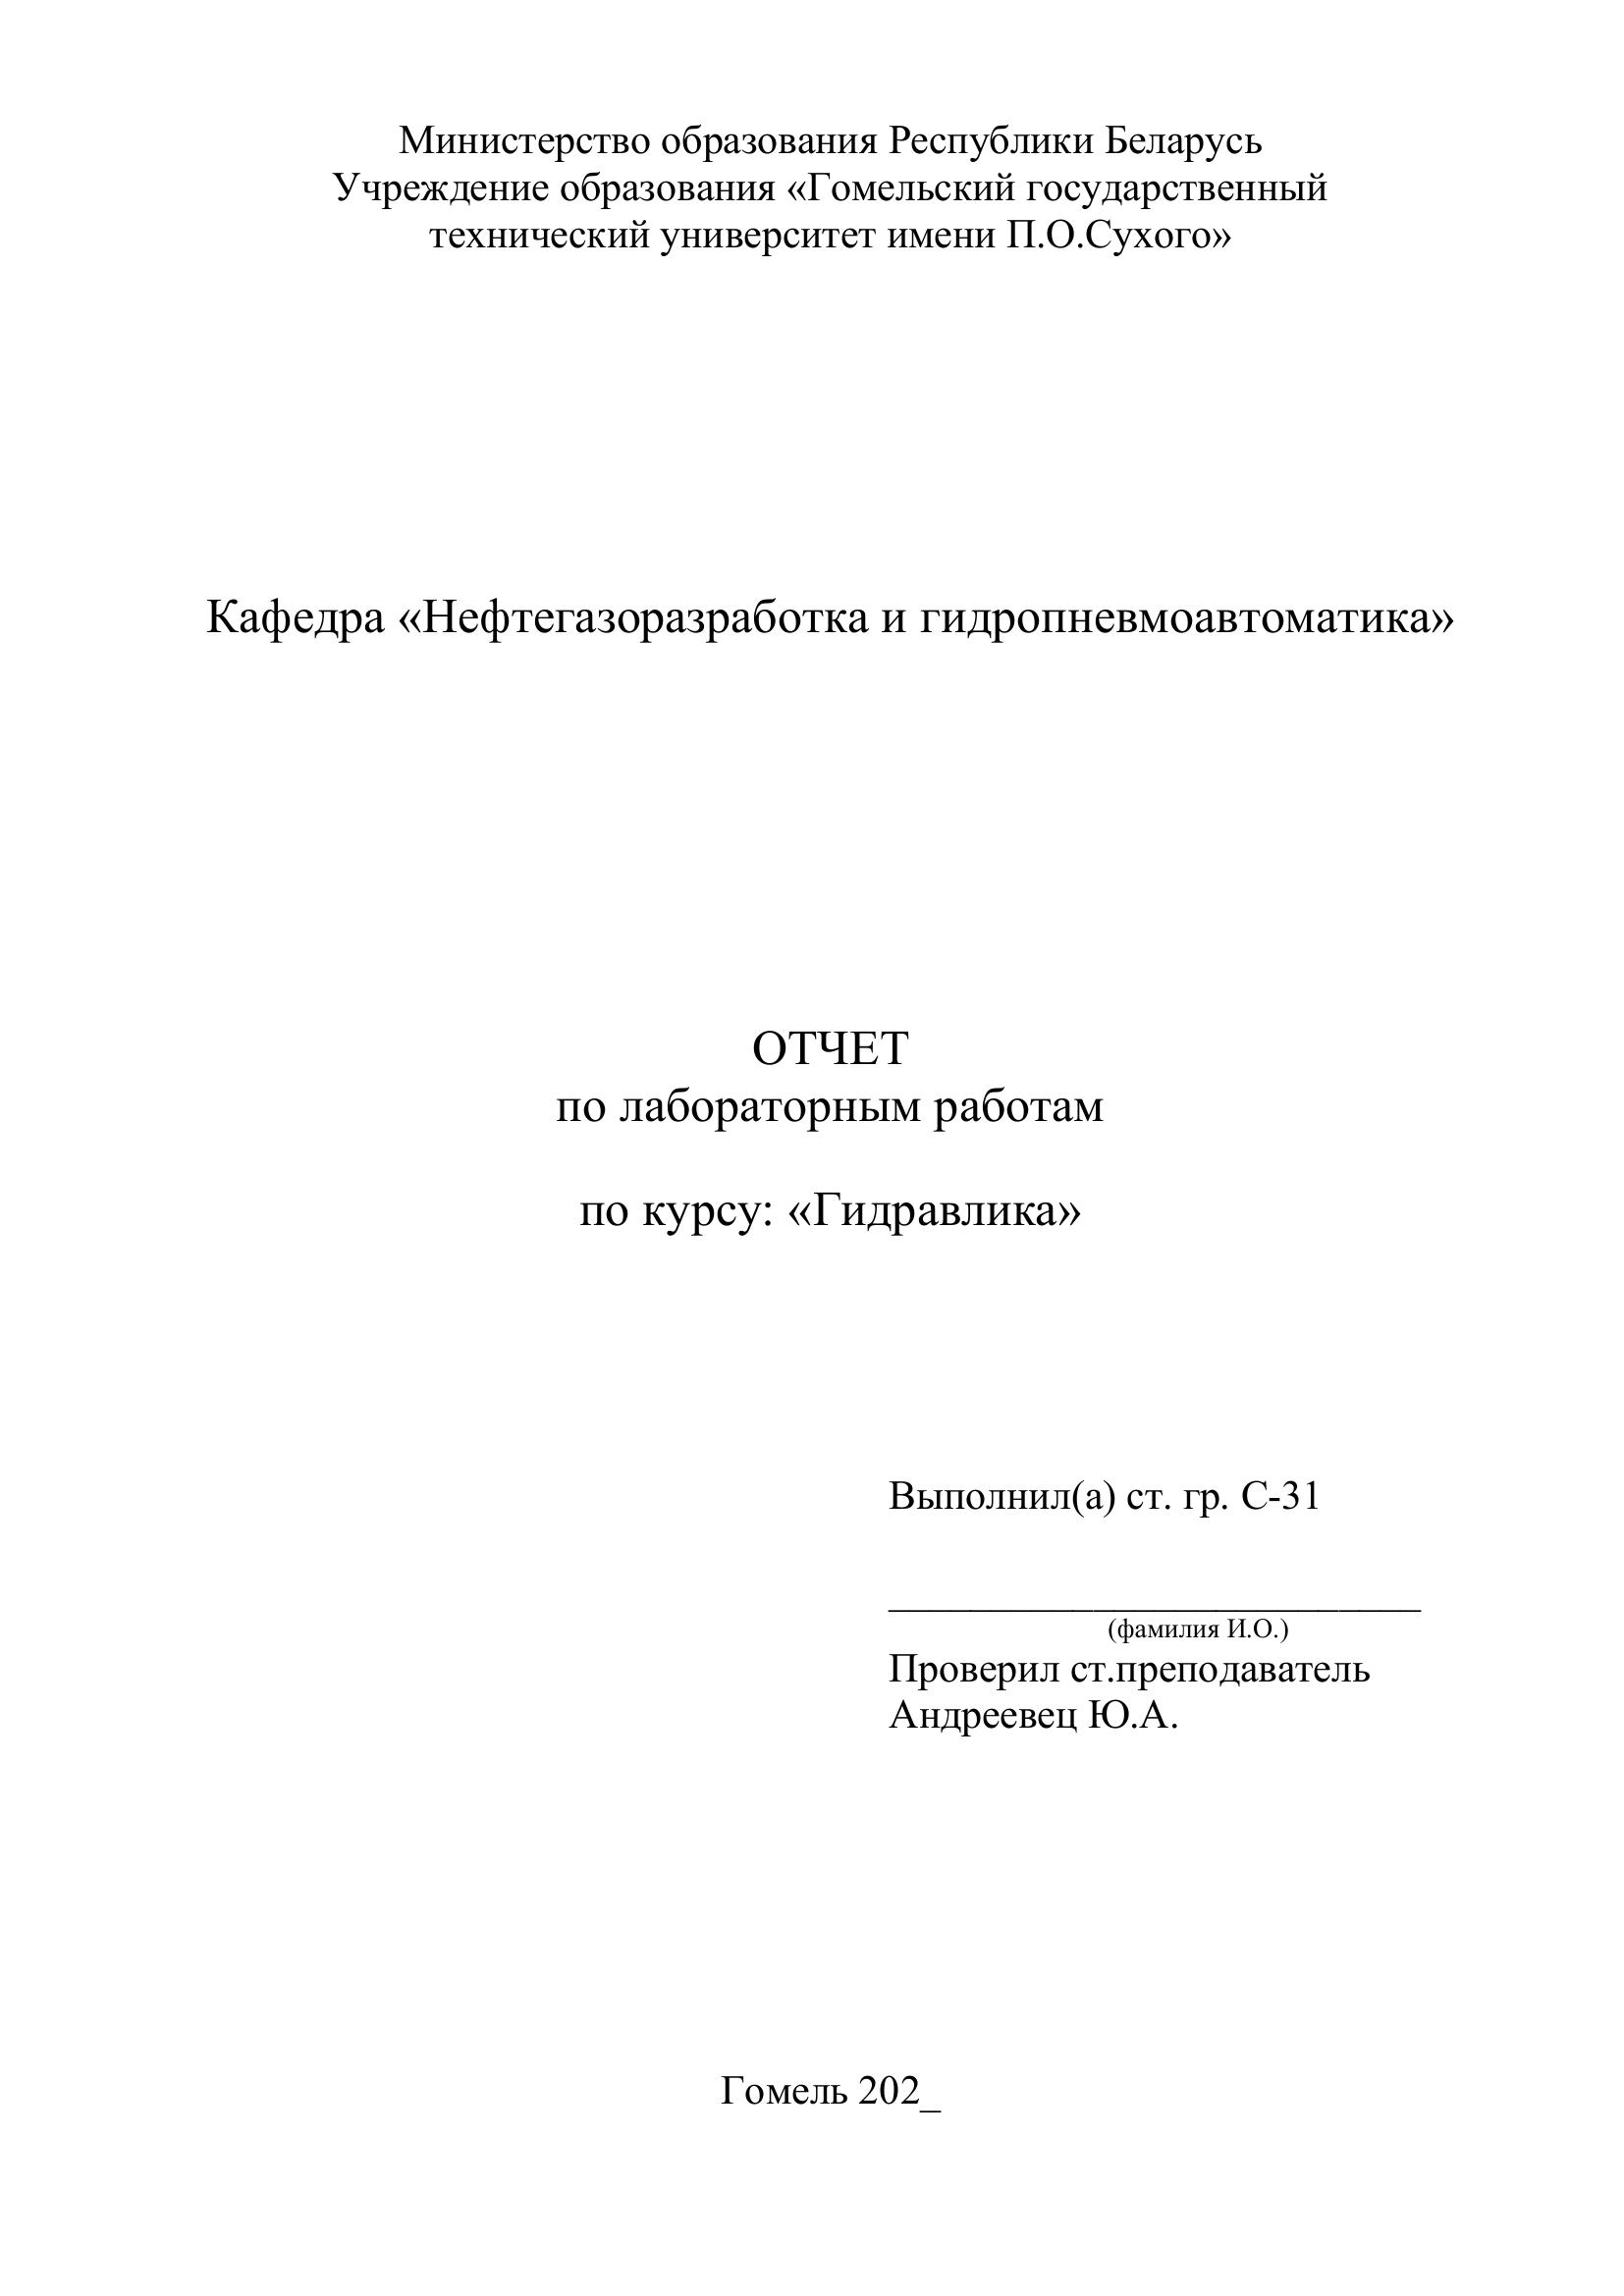 Министерство образования Республики Беларусь
Учреждение образования «Гомельский государственный
технический университет имени П.О.Сухого»
Кафедра «Нефтегазоразработка и гидропневмоавтоматика»
ОТЧЕТ
по лабораторным работам
по курсу: «Гидравлика»
Выполнил(а) ст. гр. С-31
__________________________
(фамилия И.О.)
Проверил ст.преподаватель
Андреевец Ю.А.
Гомель 202_